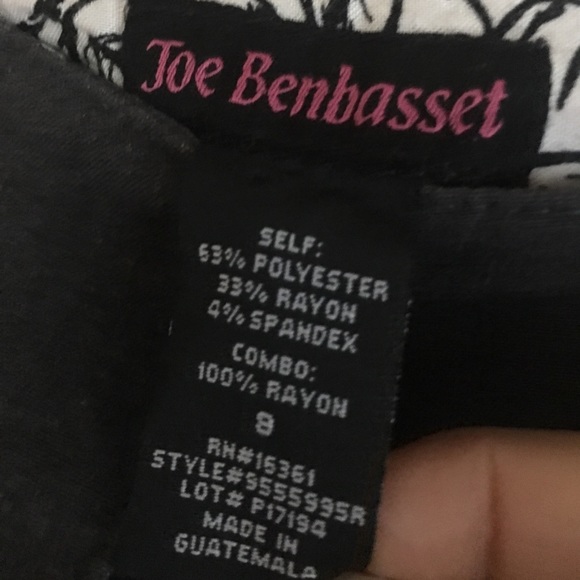 Joe Benbasset
SELF:
63% POLYESTER
33% RAYON
4% SPANDEX
COMBO:
100% RAYON
8
RN#16361
STYLE#9555995R
LOT# P17194
MADE IN
GUATEMALA